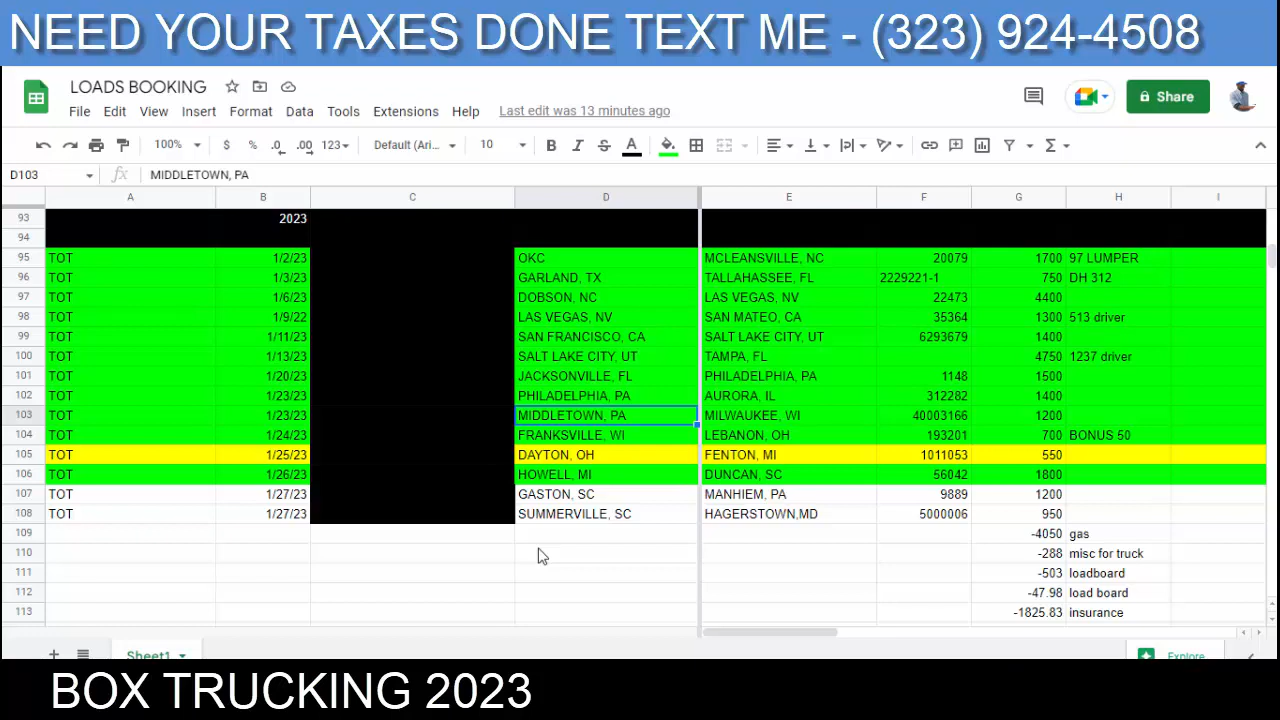 NEED YOUR TAXES DONE TEXT ME - (323) 924-4508
LOADS BOOKING
File Edit View Insert Format Data Tools Extensions Help Last edit was 13 minutes ago
Share
100% $ % .0 .00 123 Default (Ari... 10 B I S A
D103 fx MIDDLETOWN, PA
A B C D E F G H I
93 2023
94
95 TOT 1/2/23 OKC MCLEANSVILLE, NC 20079 1700 97 LUMPER
96 TOT 1/3/23 GARLAND, TX TALLAHASSEE, FL 2229221-1 750 DH 312
97 TOT 1/6/23 DOBSON, NC LAS VEGAS, NV 22473 4400
98 TOT 1/9/22 LAS VEGAS, NV SAN MATEO, CA 35364 1300 513 driver
99 TOT 1/11/23 SAN FRANCISCO, CA SALT LAKE CITY, UT 6293679 1400
100 TOT 1/13/23 SALT LAKE CITY, UT TAMPA, FL 4750 1237 driver
101 TOT 1/20/23 JACKSONVILLE, FL PHILADELPHIA, PA 1148 1500
102 TOT 1/23/23 PHILADELPHIA, PA AURORA, IL 312282 1400
103 TOT 1/23/23 MIDDLETOWN, PA MILWAUKEE, WI 40003166 1200
104 TOT 1/24/23 FRANKSVILLE, WI LEBANON, OH 193201 700 BONUS 50
105 TOT 1/25/23 DAYTON, OH FENTON, MI 1011053 550
106 TOT 1/26/23 HOWELL, MI DUNCAN, SC 56042 1800
107 TOT 1/27/23 GASTON, SC MANHIEM, PA 9889 1200
108 TOT 1/27/23 SUMMERVILLE, SC HAGERSTOWN,MD 5000006 950
109 -4050 gas
110 -288 misc for truck
111 -503 loadboard
112 -47.98 load board
113 -1825.83 insurance
Sheet1 Explore
BOX TRUCKING 2023